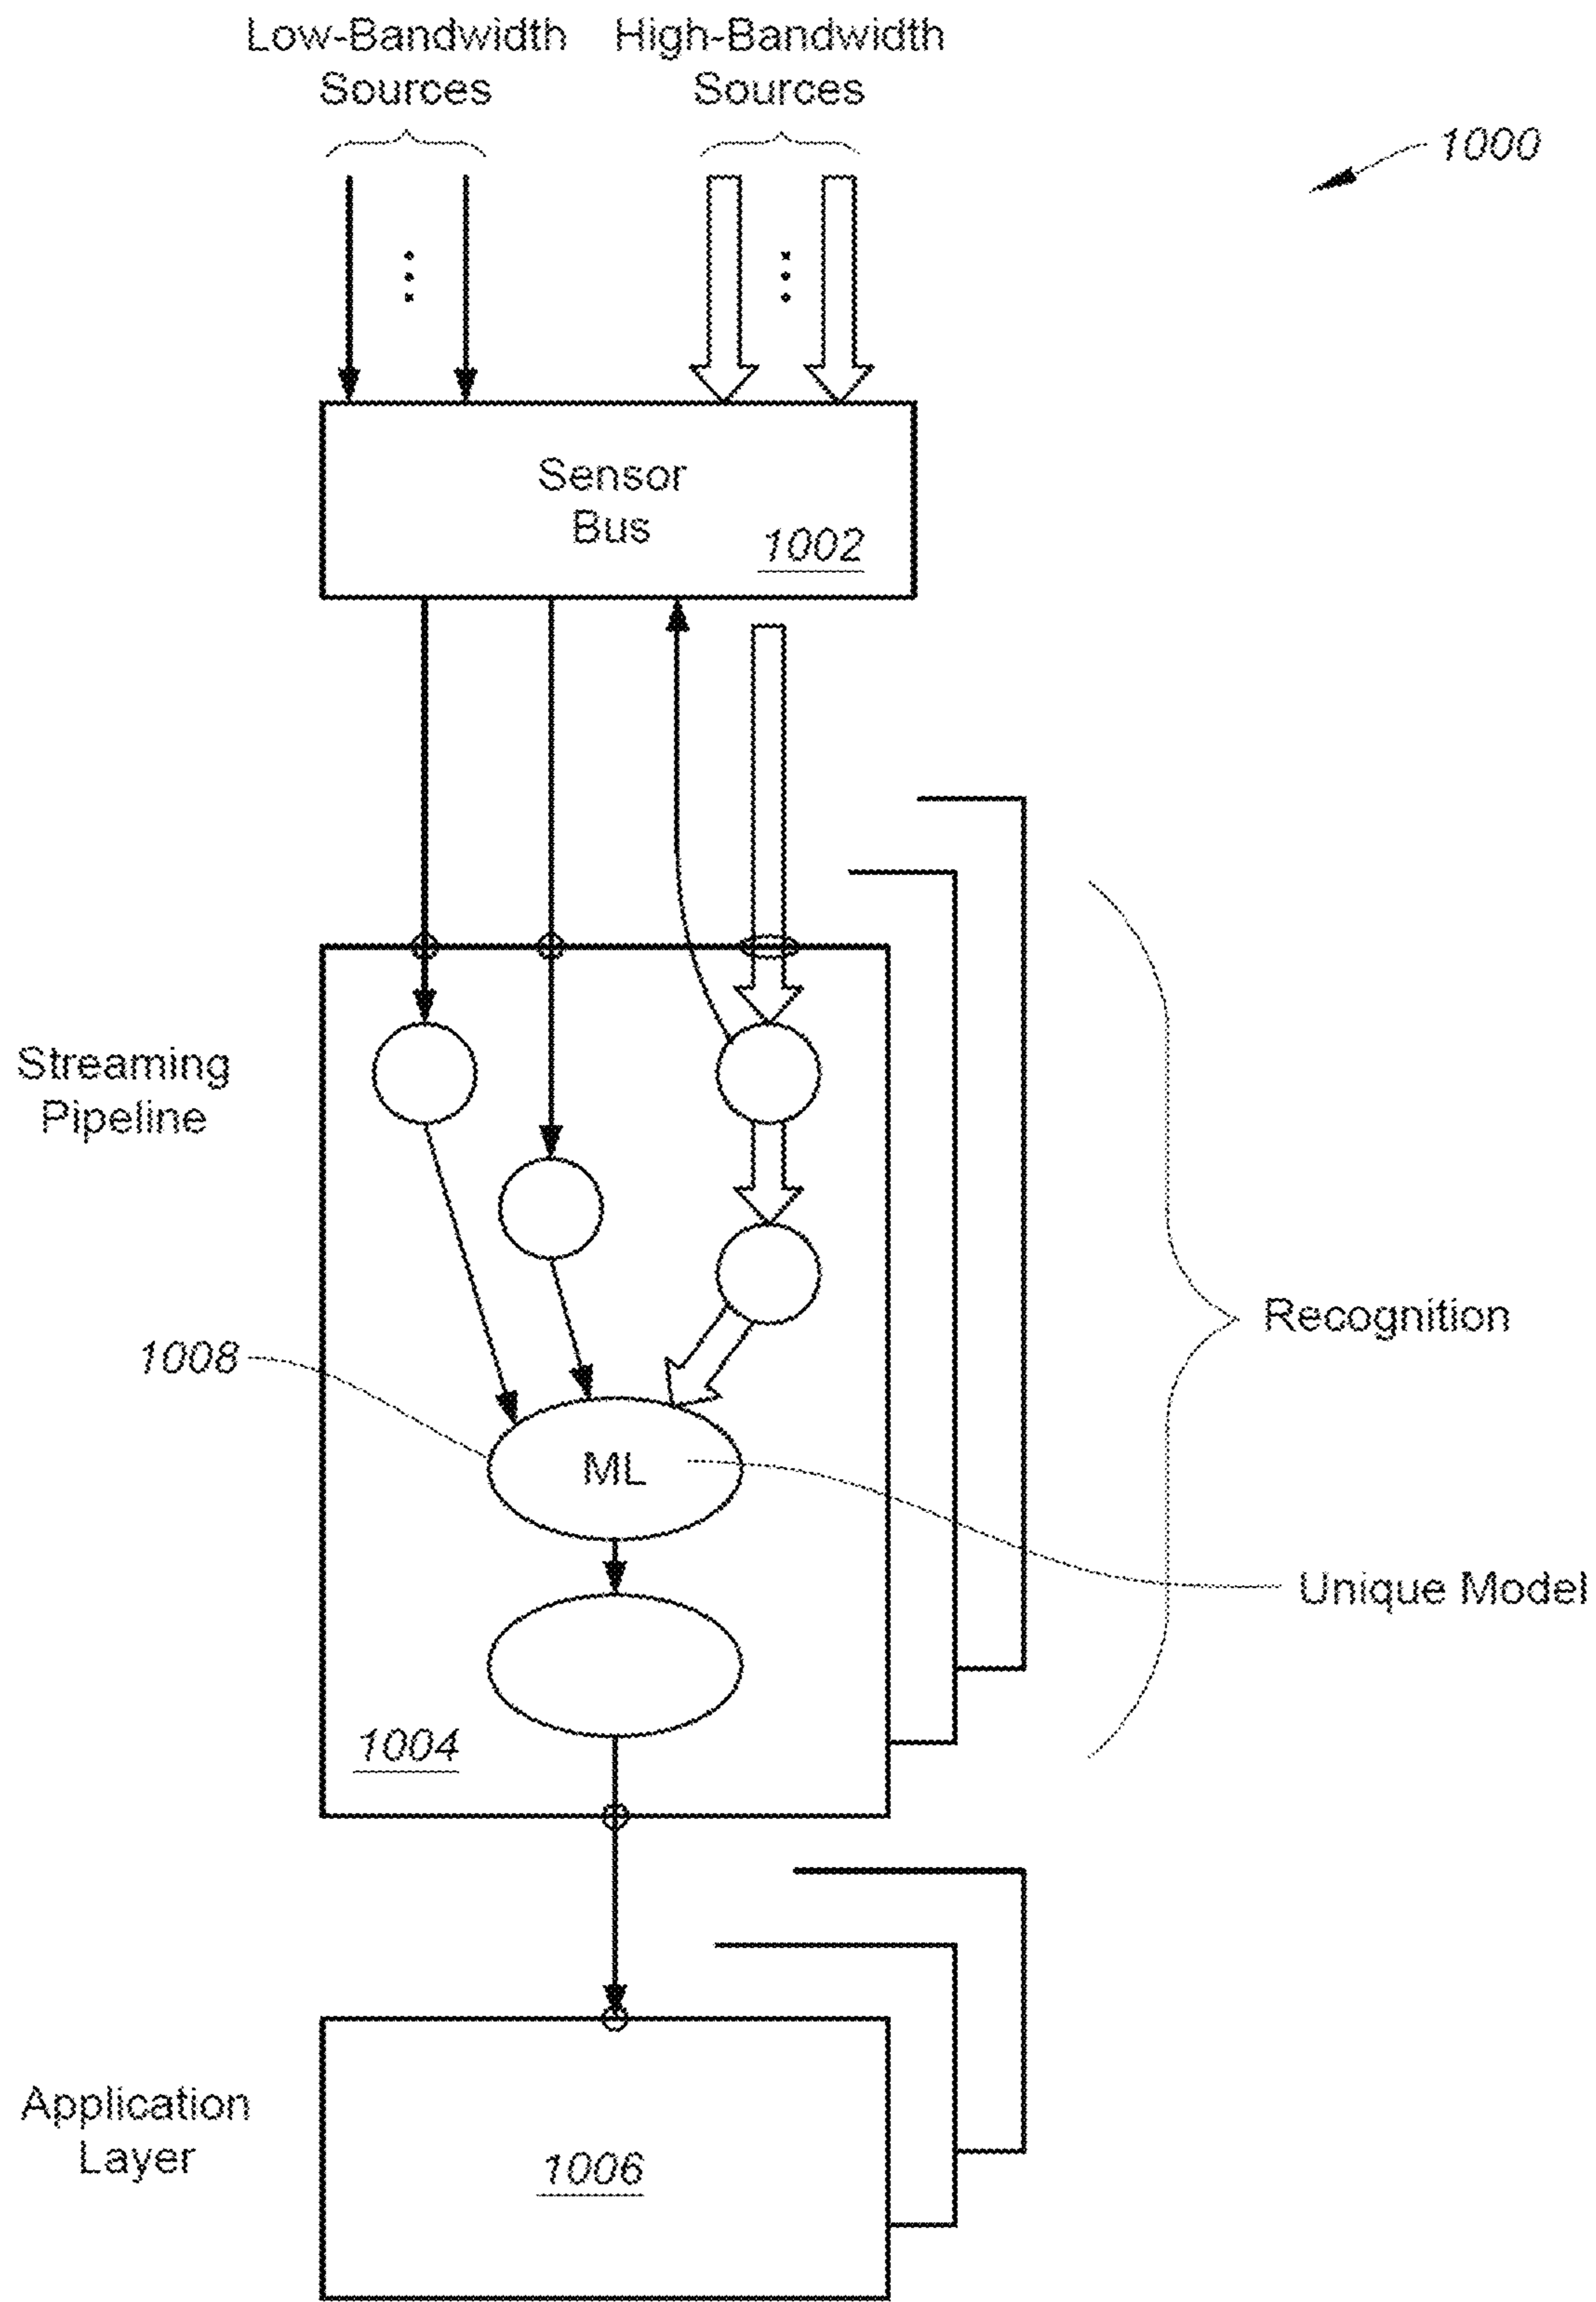 Low-Bandwidth
Sources
High-Bandwidth
Sources
1000
Sensor
Bus
1002
Streaming
Pipeline
1008
ML
Recognition
Unique Model
1004
Application
Layer
1006